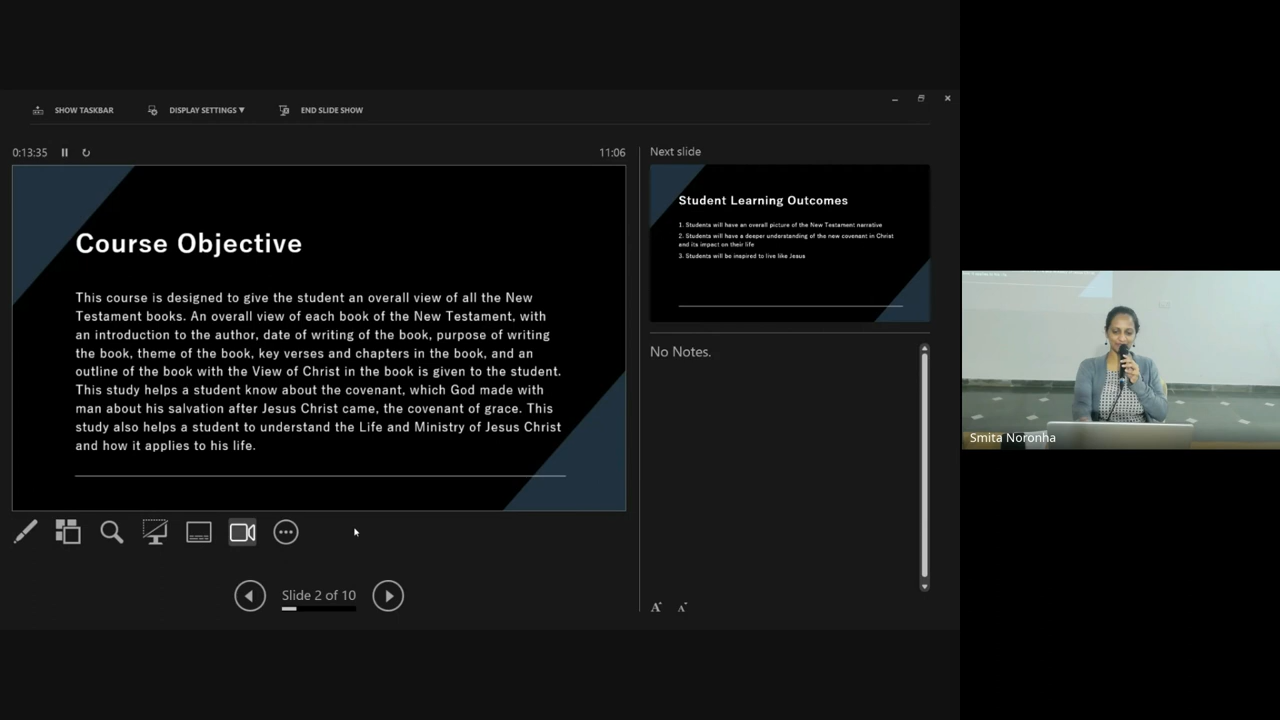 SHOW TASKBAR
DISPLAY SETTINGS ▼
END SLIDE SHOW
0:13:35
11:06
Course Objective
This course is designed to give the student an overall view of all the New
Testament books. An overall view of each book of the New Testament, with
an introduction to the author, date of writing of the book, purpose of writing
the book, theme of the book, key verses and chapters in the book, and an
outline of the book with the View of Christ in the book is given to the student.
This study helps a student know about the covenant, which God made with
man about his salvation after Jesus Christ came, the covenant of grace. This
study also helps a student to understand the Life and Ministry of Jesus Christ
and how it applies to his life.
Slide 2 of 10
Next slide
Student Learning Outcomes
1. Students will have an overall picture of the New Testament narrative
2. Students will have a deeper understanding of the new covenant in Christ
and its impact on their life
3. Students will be inspired to live like Jesus
No Notes.
A A
Smita Noronha